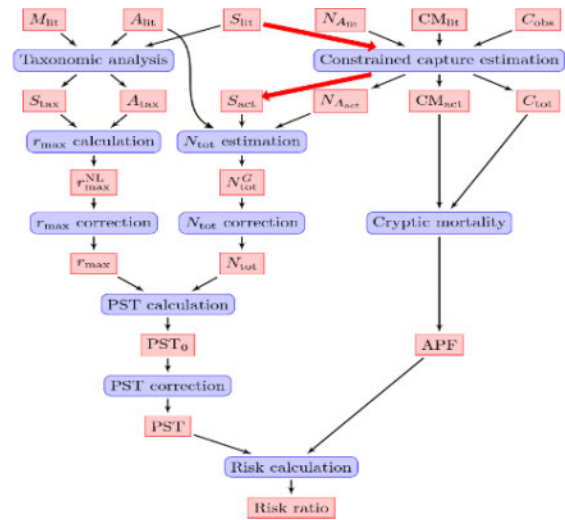 M_lit A_lit S_lit N_A_lit CM_lit C_obs
Taxonomic analysis Constrained capture estimation
S_tax A_tax S_act N_A_act CM_act C_tot
r_max calculation N_tot estimation
r_max^NL N_tot^G
r_max correction N_tot correction Cryptic mortality
r_max N_tot
PST calculation
PST_0 APF
PST correction
PST
Risk calculation
Risk ratio